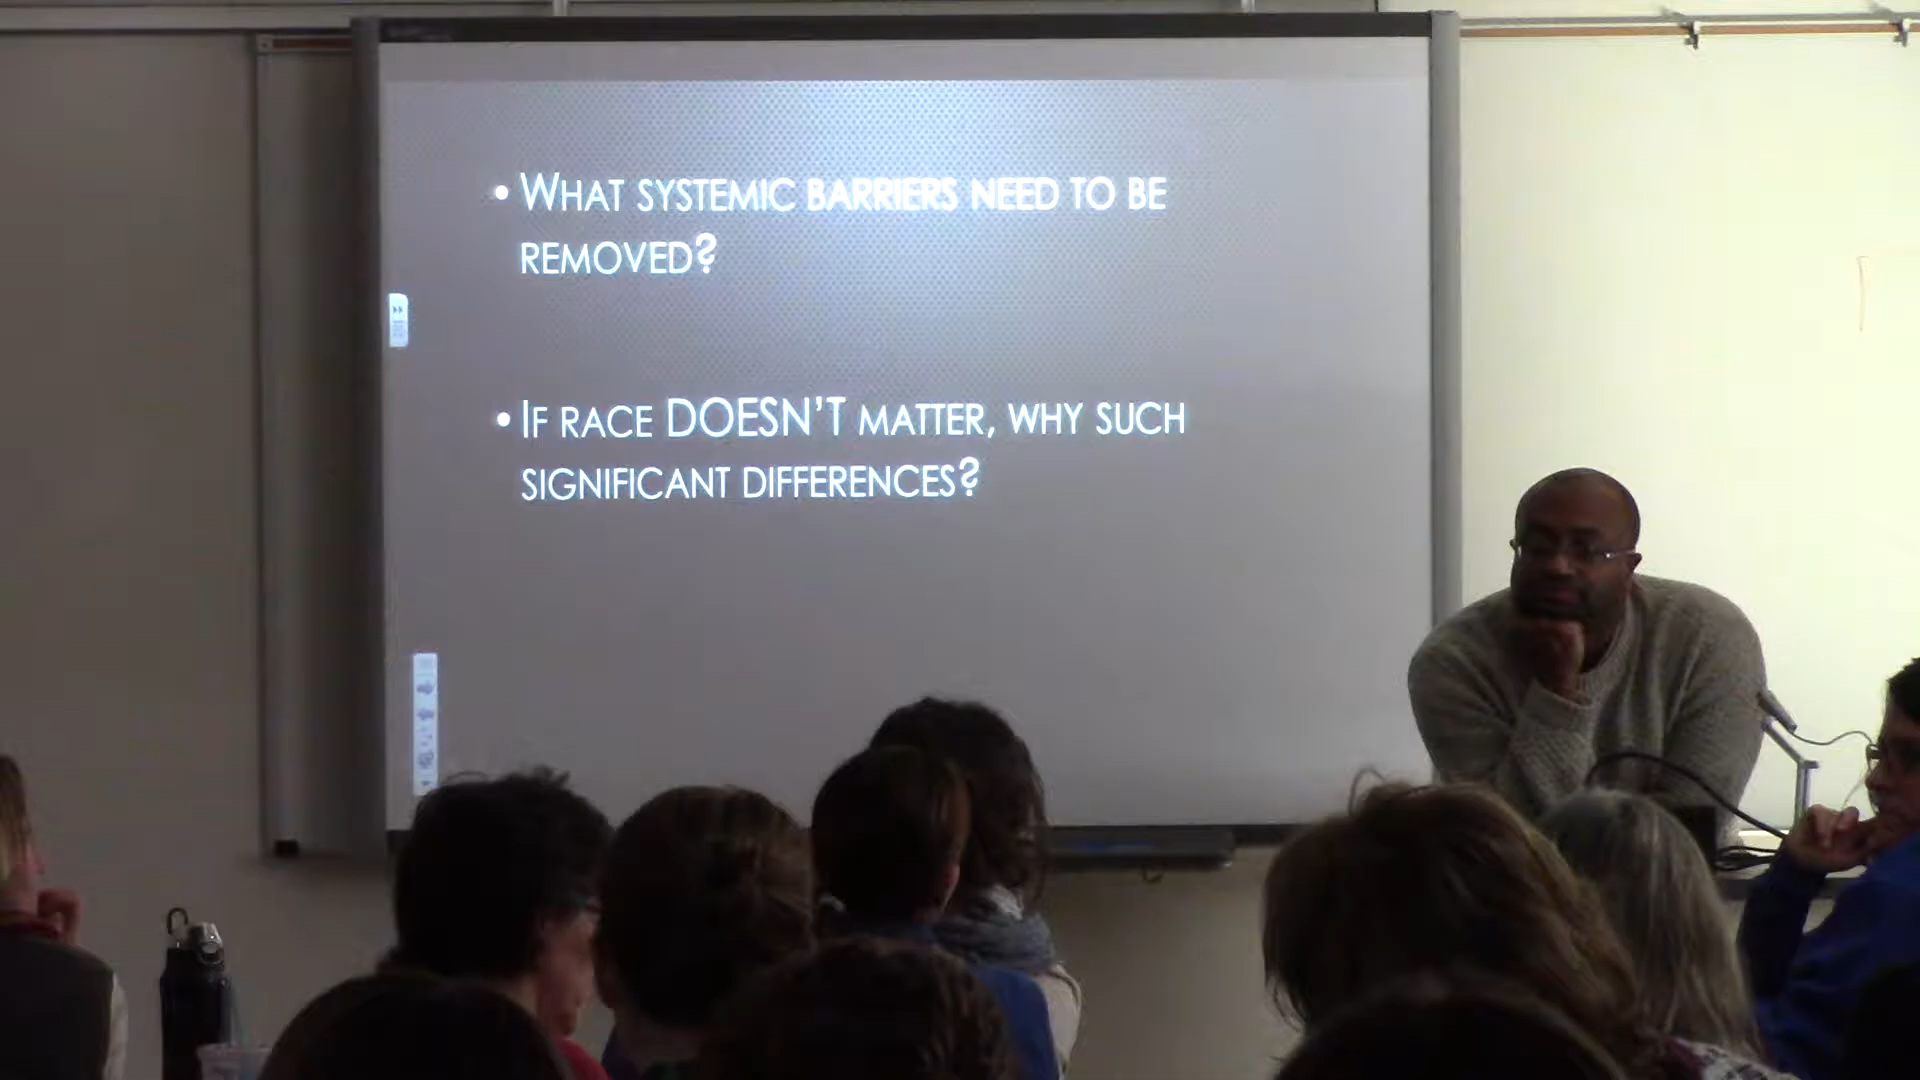 • WHAT SYSTEMIC BARRIERS NEED TO BE
REMOVED?
• IF RACE DOESN'T MATTER, WHY SUCH
SIGNIFICANT DIFFERENCES?